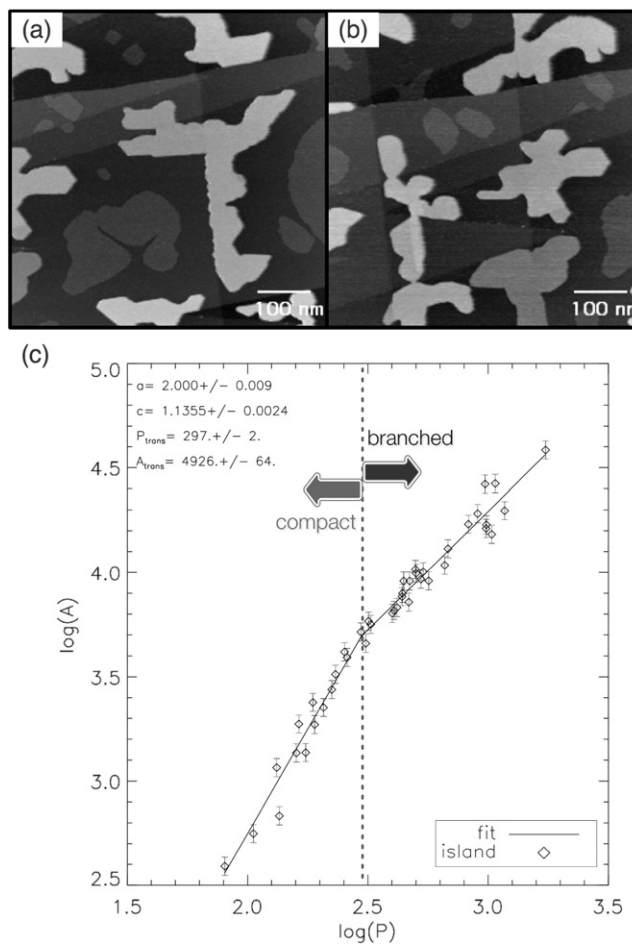 (a)
(b)
100 nm
100 nm
(c)
a= 2.000+/- 0.009
c= 1.1355+/- 0.0024
P_trans= 297.+/- 2.
A_trans= 4926.+/- 64.
branched
compact
fit
island
5.0
4.5
4.0
3.5
3.0
2.5
log(A)
1.5 2.0 2.5 3.0 3.5
log(P)